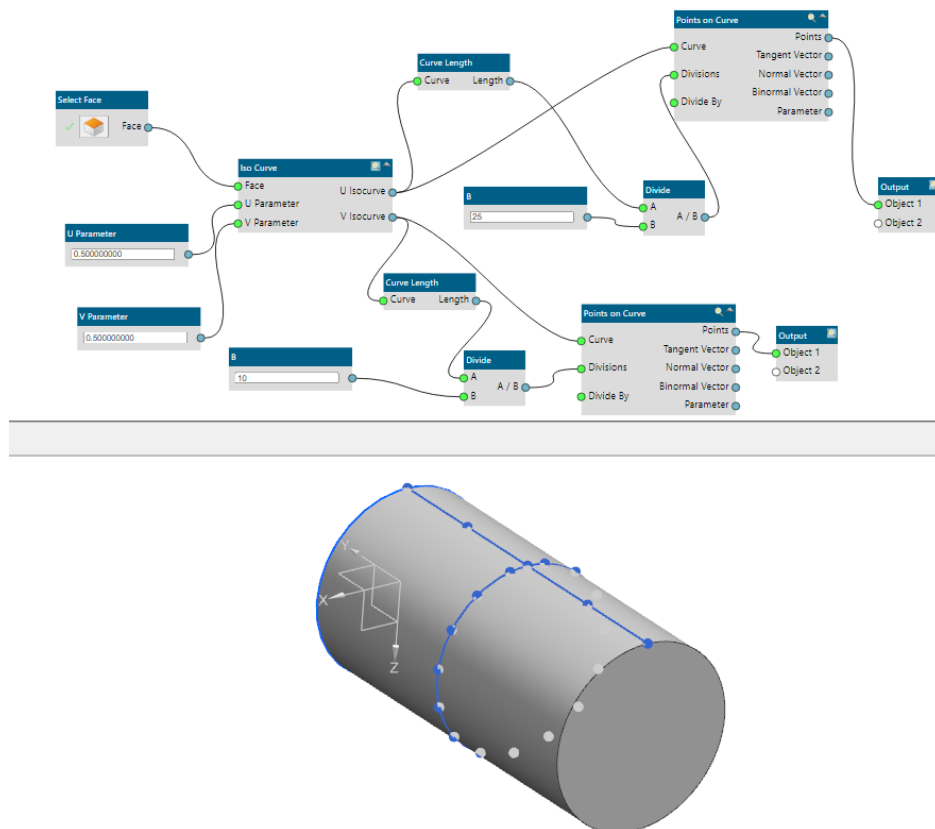 Points on Curve
Points
Curve
Tangent Vector
Divisions
Normal Vector
Binormal Vector
Divide By
Parameter
Curve Length
Curve
Length
Select Face
Face
Iso Curve
Face
U Isocurve
U Parameter
V Isocurve
V Parameter
B
25
Divide
A
A / B
B
Output
Object 1
Object 2
U Parameter
0.500000000
Curve Length
Curve
Length
V Parameter
0.500000000
Points on Curve
Points
Curve
Tangent Vector
Divisions
Normal Vector
Binormal Vector
Divide By
Parameter
Output
Object 1
Object 2
B
10
Divide
A
A / B
B
Y
X
Z